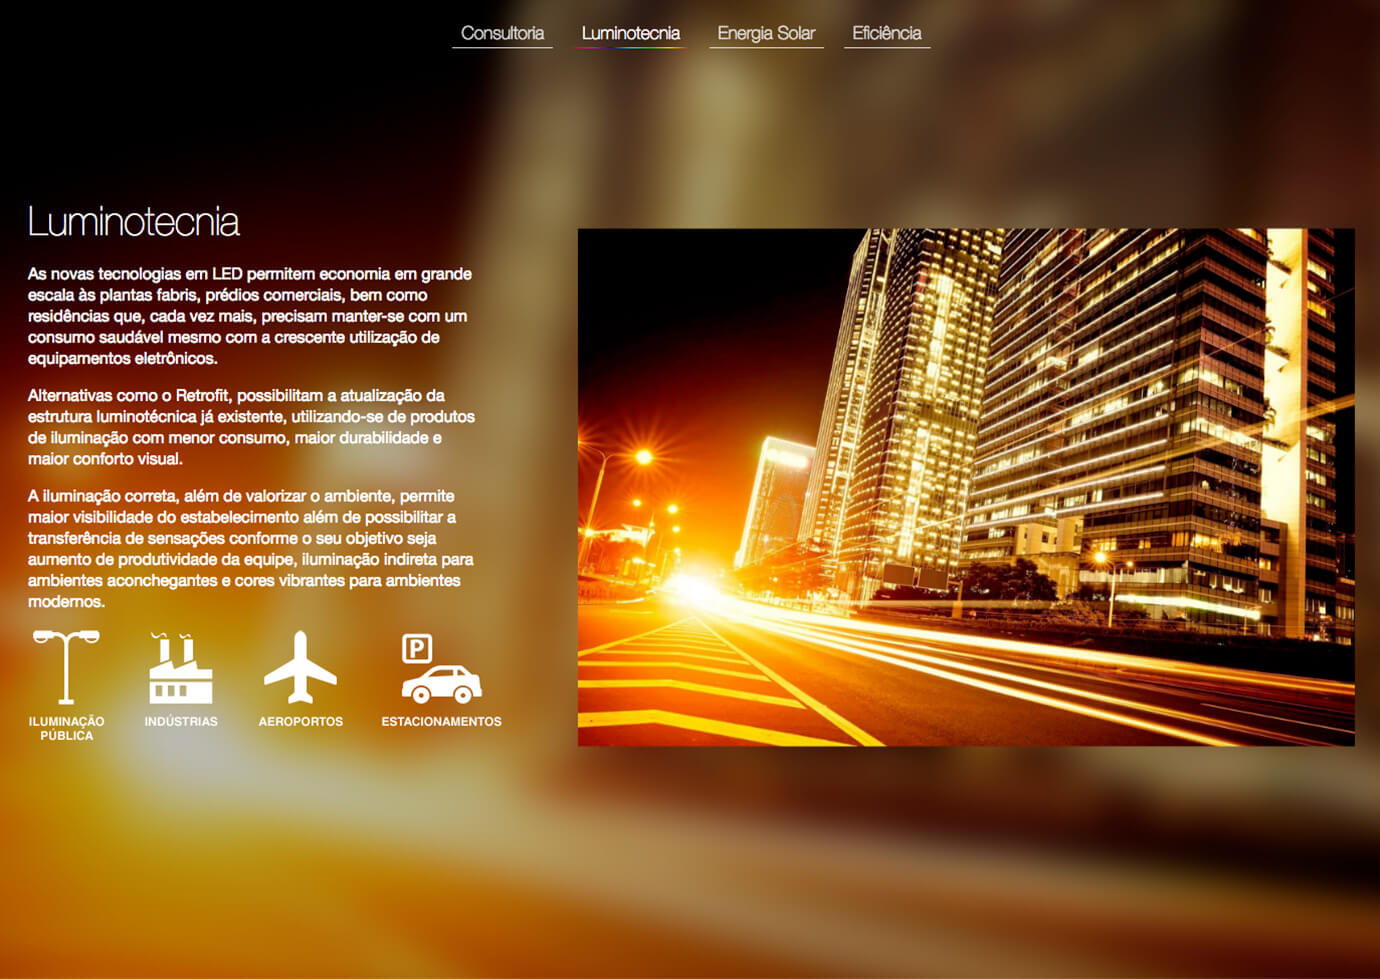 Consultoria Luminotecnia Energia Solar Eficiência
Luminotecnia
As novas tecnologias em LED permitem economia em grande
escala às plantas fabris, prédios comerciais, bem como
residências que, cada vez mais, precisam manter-se com um
consumo saudável mesmo com a crescente utilização de
equipamentos eletrônicos.
Alternativas como o Retrofit, possibilitam a atualização da
estrutura luminotécnica já existente, utilizando-se de produtos
de iluminação com menor consumo, maior durabilidade e
maior conforto visual.
A iluminação correta, além de valorizar o ambiente, permite
maior visibilidade do estabelecimento além de possibilitar a
transferência de sensações conforme o seu objetivo seja
aumento de produtividade da equipe, iluminação indireta para
ambientes aconchegantes e cores vibrantes para ambientes
modernos.
P
ILUMINAÇÃO INDÚSTRIAS AEROPORTOS ESTACIONAMENTOS
PÚBLICA